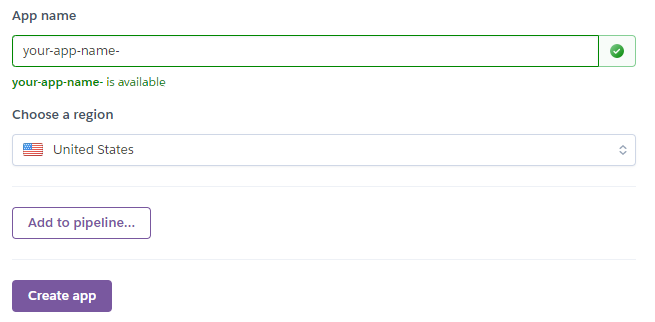 App name
your-app-name-
your-app-name- is available
Choose a region
United States
Add to pipeline...
Create app